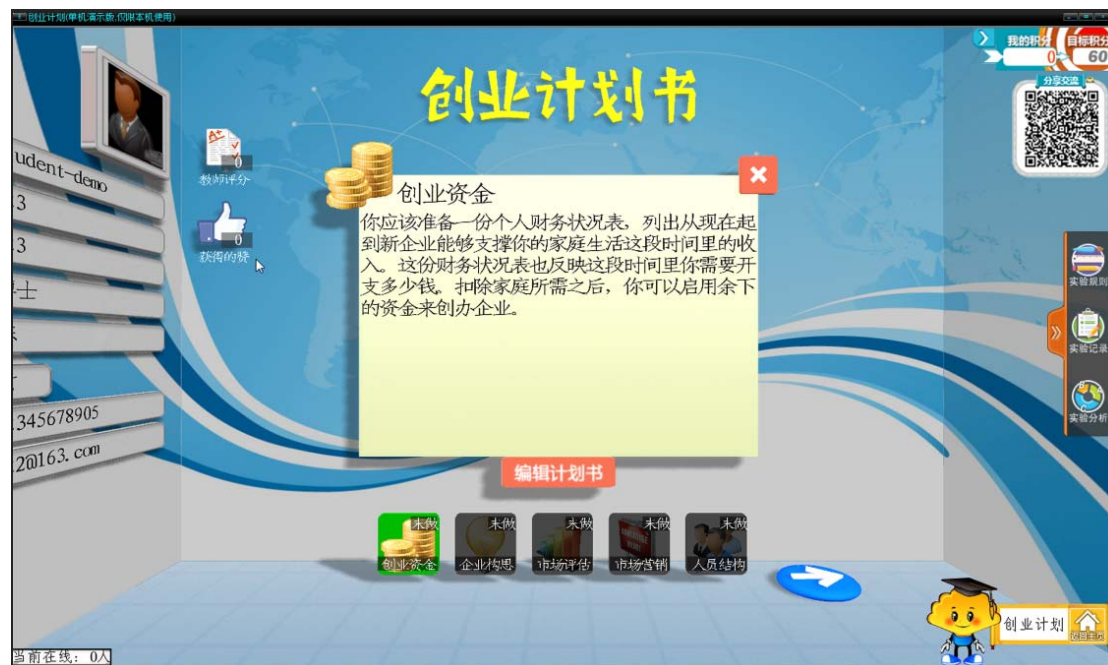 创业计划(单机演示版,仅限本机使用)
我的积分
目标积分
0
60
分享交流
创业计划书
0
教师评分
0
获得的赞
udent-demo
3
3
士
345678905
2@163.com
创业资金
你应该准备一份个人财务状况表，列出从现在起
到新企业能够支撑你的家庭生活这段时间里的收
入。这份财务状况表也反映这段时间里你需要开
支多少钱。扣除家庭所需之后，你可以启用余下
的资金来创办企业。
编辑计划书
未做
创业资金
未做
企业构思
未做
市场评估
未做
市场营销
未做
人员结构
实验规则
实验记录
实验分析
创业计划
当前在线: 0人